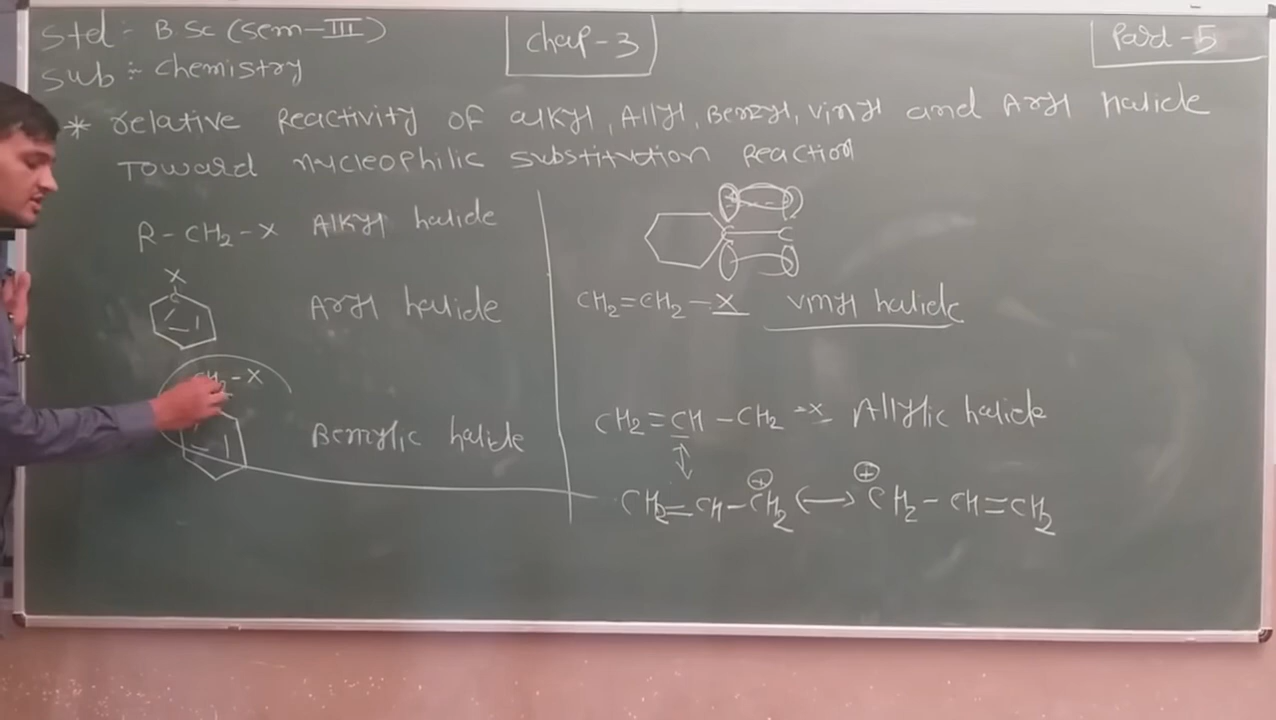 Std :- B.Sc (sem-III)
Chap-3
Part-5
Sub :- Chemistry
* relative Reactivity OF alkyl, Allyl, Benzyl, Vinyl and Aryl halide
TOWARD nucleophilic substitution Reaction
R-CH2-X Alkyl halide
X
C
Aryl halide
CH2-X
Benzylic halide
C C
CH2=CH2-X Vinyl halide
CH2=CH-CH2-X Allylic halide
CH2=CH-CH2 ⊕ ⟷ ⊕ CH2-CH=CH2